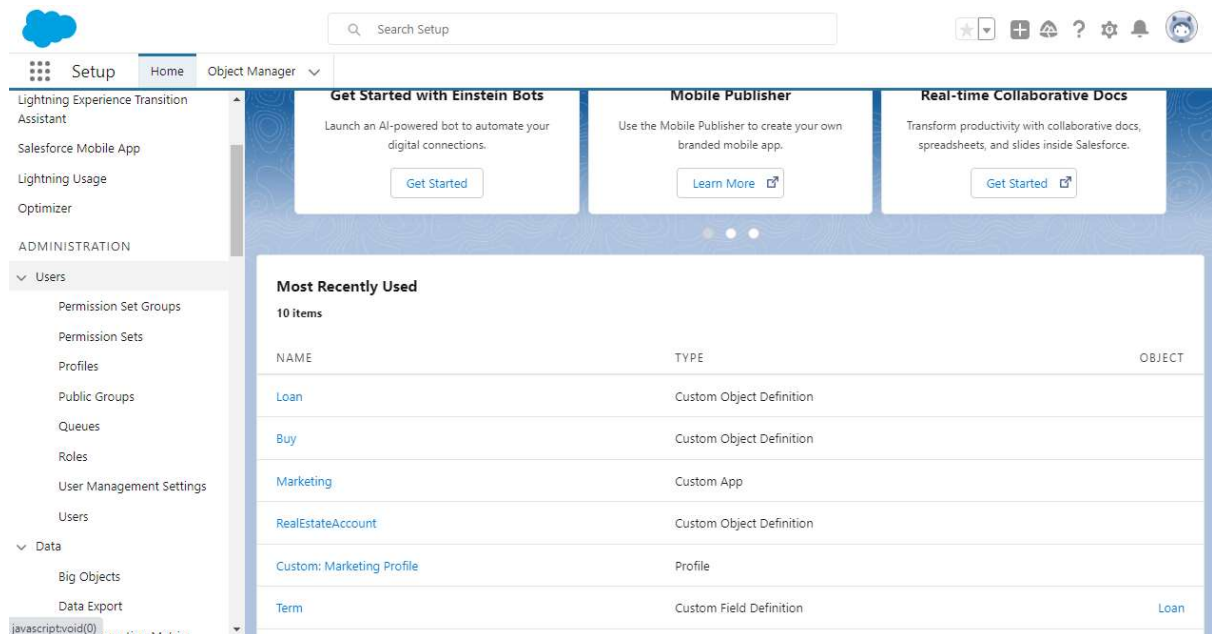 Search Setup
Setup
Home
Object Manager
Lightning Experience Transition
Assistant
Salesforce Mobile App
Lightning Usage
Optimizer
ADMINISTRATION
Users
Permission Set Groups
Permission Sets
Profiles
Public Groups
Queues
Roles
User Management Settings
Users
Data
Big Objects
Data Export
javascript:void(0)
Get Started with Einstein Bots
Launch an AI-powered bot to automate your
digital connections.
Get Started
Mobile Publisher
Use the Mobile Publisher to create your own
branded mobile app.
Learn More
Real-time Collaborative Docs
Transform productivity with collaborative docs,
spreadsheets, and slides inside Salesforce.
Get Started
Most Recently Used
10 items
NAME TYPE OBJECT
Loan Custom Object Definition
Buy Custom Object Definition
Marketing Custom App
RealEstateAccount Custom Object Definition
Custom: Marketing Profile Profile
Term Custom Field Definition Loan